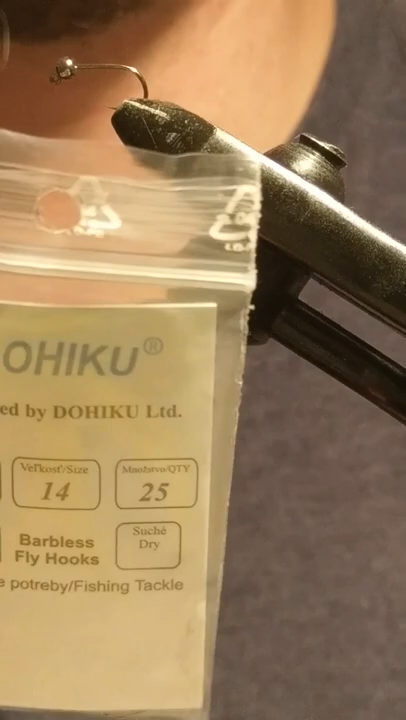 OHIKU®
ed by DOHIKU Ltd.
Veľkosť/Size
14
Množstvo/QTY
25
Barbless
Fly Hooks
Suché
Dry
e potreby/Fishing Tackle